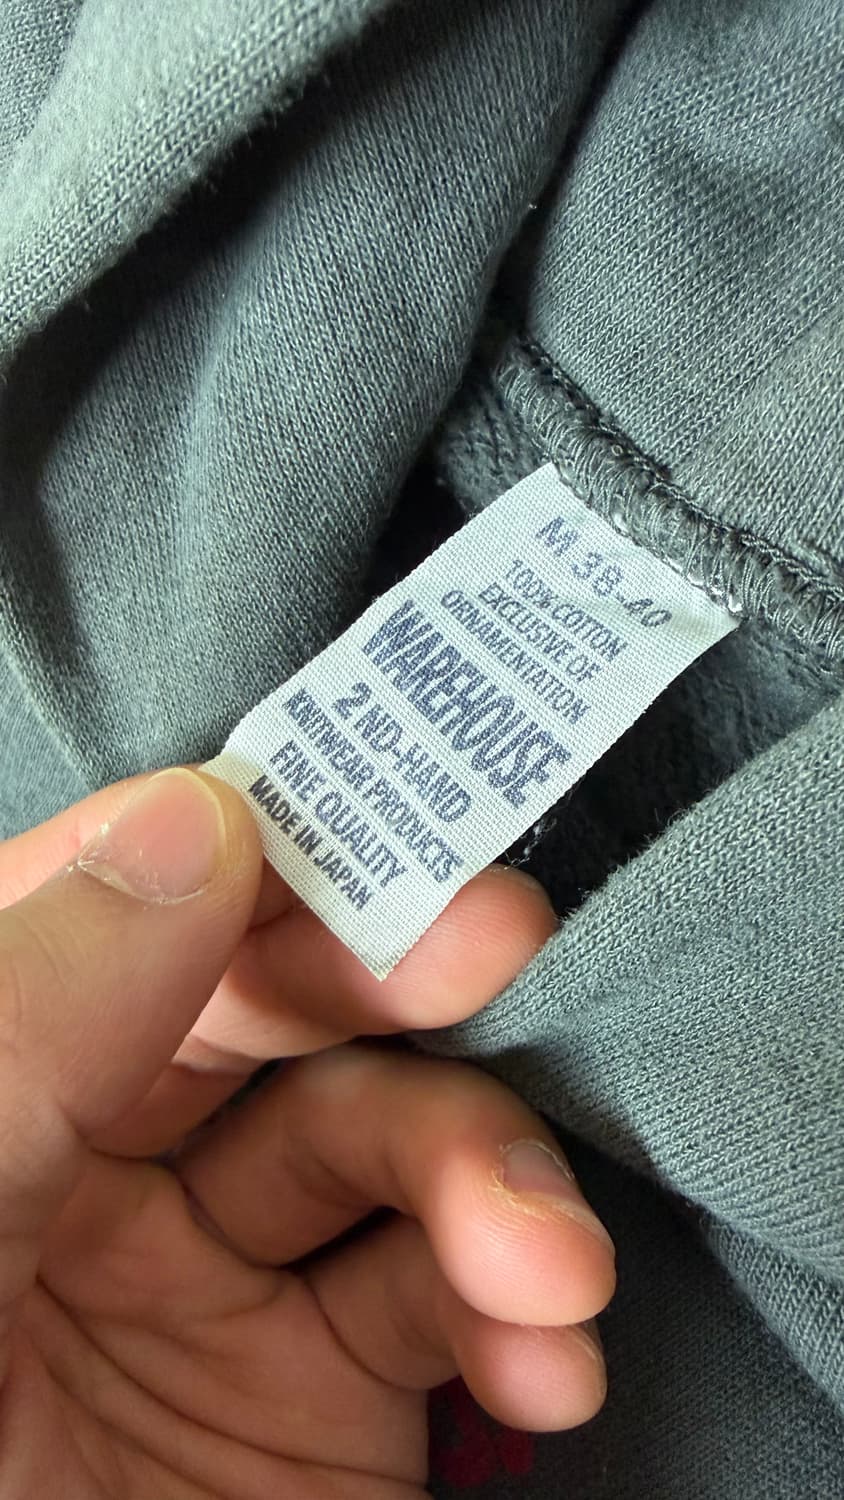 M 38-40
100% COTTON
EXCLUSIVE OF
ORNAMENTATION
WAREHOUSE
2 ND-HAND
KNITWEAR PRODUCTS
FINE QUALITY
MADE IN JAPAN